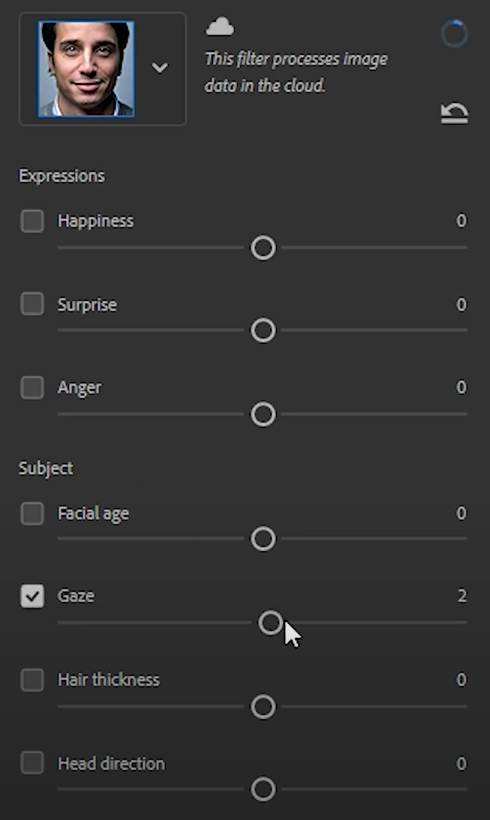 This filter processes image
data in the cloud.
Expressions
Happiness 0
Surprise 0
Anger 0
Subject
Facial age 0
Gaze 2
Hair thickness 0
Head direction 0